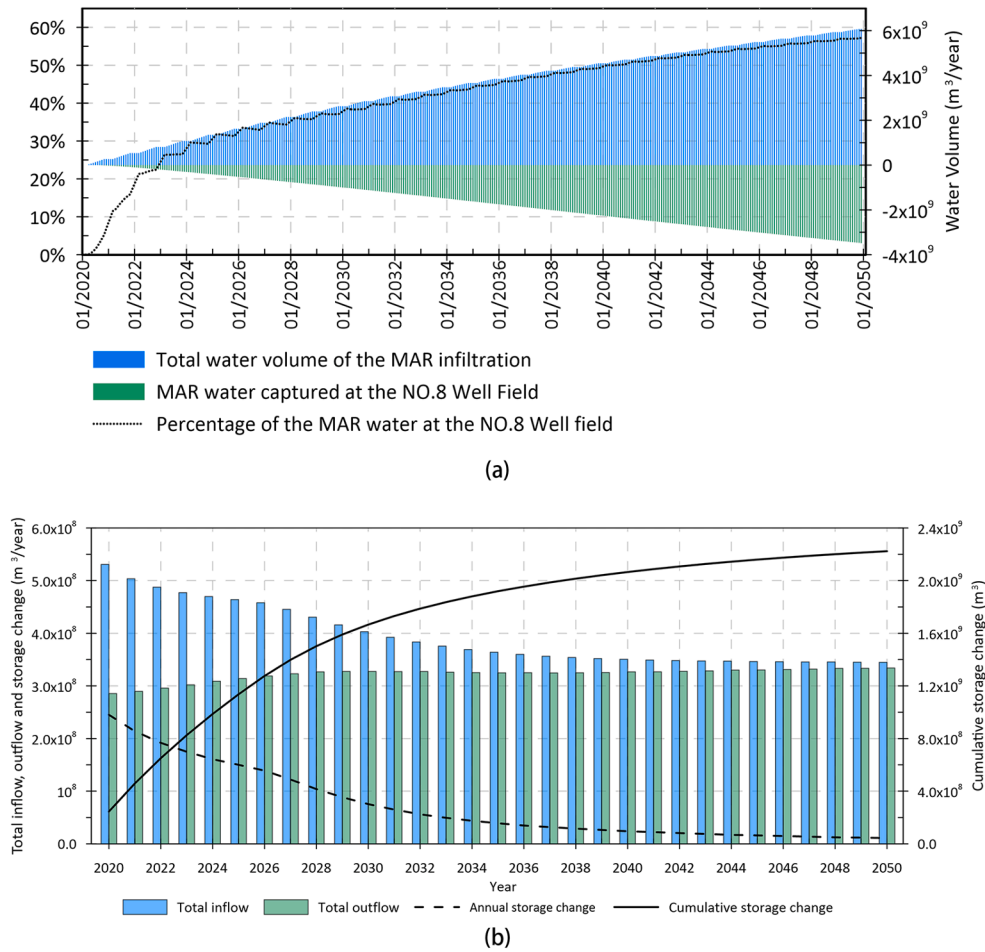 60%
50%
40%
30%
20%
10%
0%
6x10⁹
4x10⁹
2x10⁹
0
-2x10⁹
-4x10⁹
Water Volume (m³/year)
01/2020
01/2022
01/2024
01/2026
01/2028
01/2030
01/2032
01/2034
01/2036
01/2038
01/2040
01/2042
01/2044
01/2046
01/2048
01/2050
Total water volume of the MAR infiltration
MAR water captured at the NO.8 Well Field
Percentage of the MAR water at the NO.8 Well field
(a)
Total inflow, outflow and storage change (m³/year)
6.0x10⁸
5.0x10⁸
4.0x10⁸
3.0x10⁸
2.0x10⁸
10⁸
0.0
2.4x10⁹
2.0x10⁹
1.6x10⁹
1.2x10⁹
8.0x10⁸
4.0x10⁸
0.0
Cumulative storage change (m³)
2020 2022 2024 2026 2028 2030 2032 2034 2036 2038 2040 2042 2044 2046 2048 2050
Year
Total inflow Total outflow Annual storage change Cumulative storage change
(b)